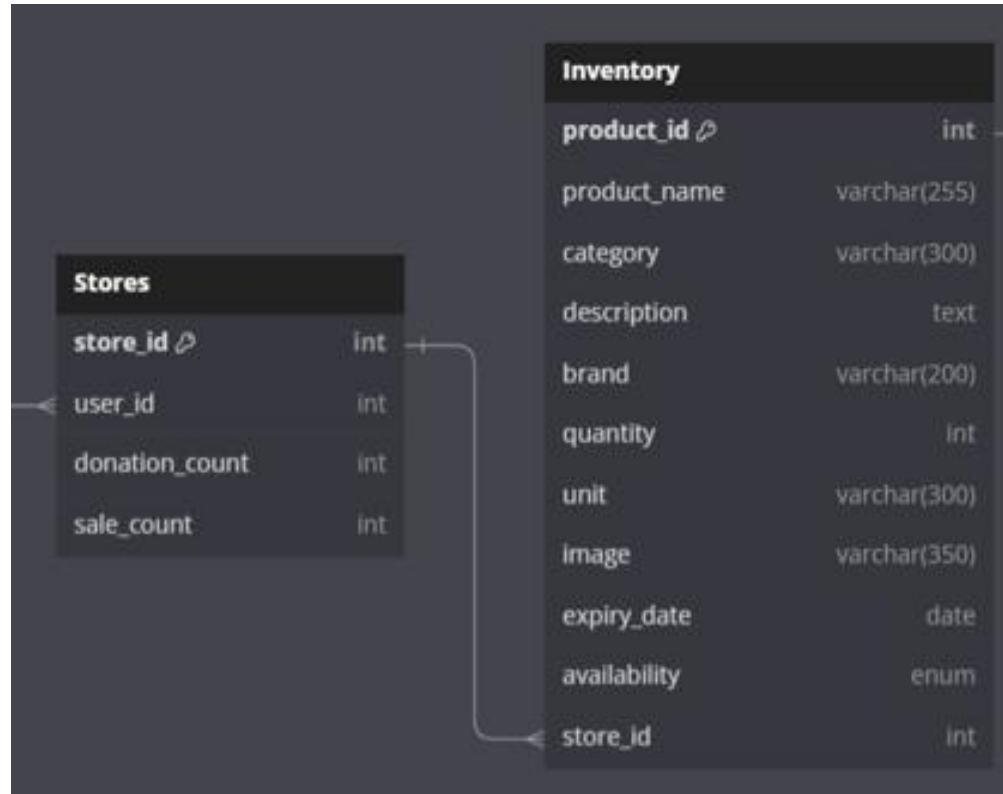 Stores
store_id int
user_id int
donation_count int
sale_count int
Inventory
product_id int
product_name varchar(255)
category varchar(300)
description text
brand varchar(200)
quantity int
unit varchar(300)
image varchar(350)
expiry_date date
availability enum
store_id int